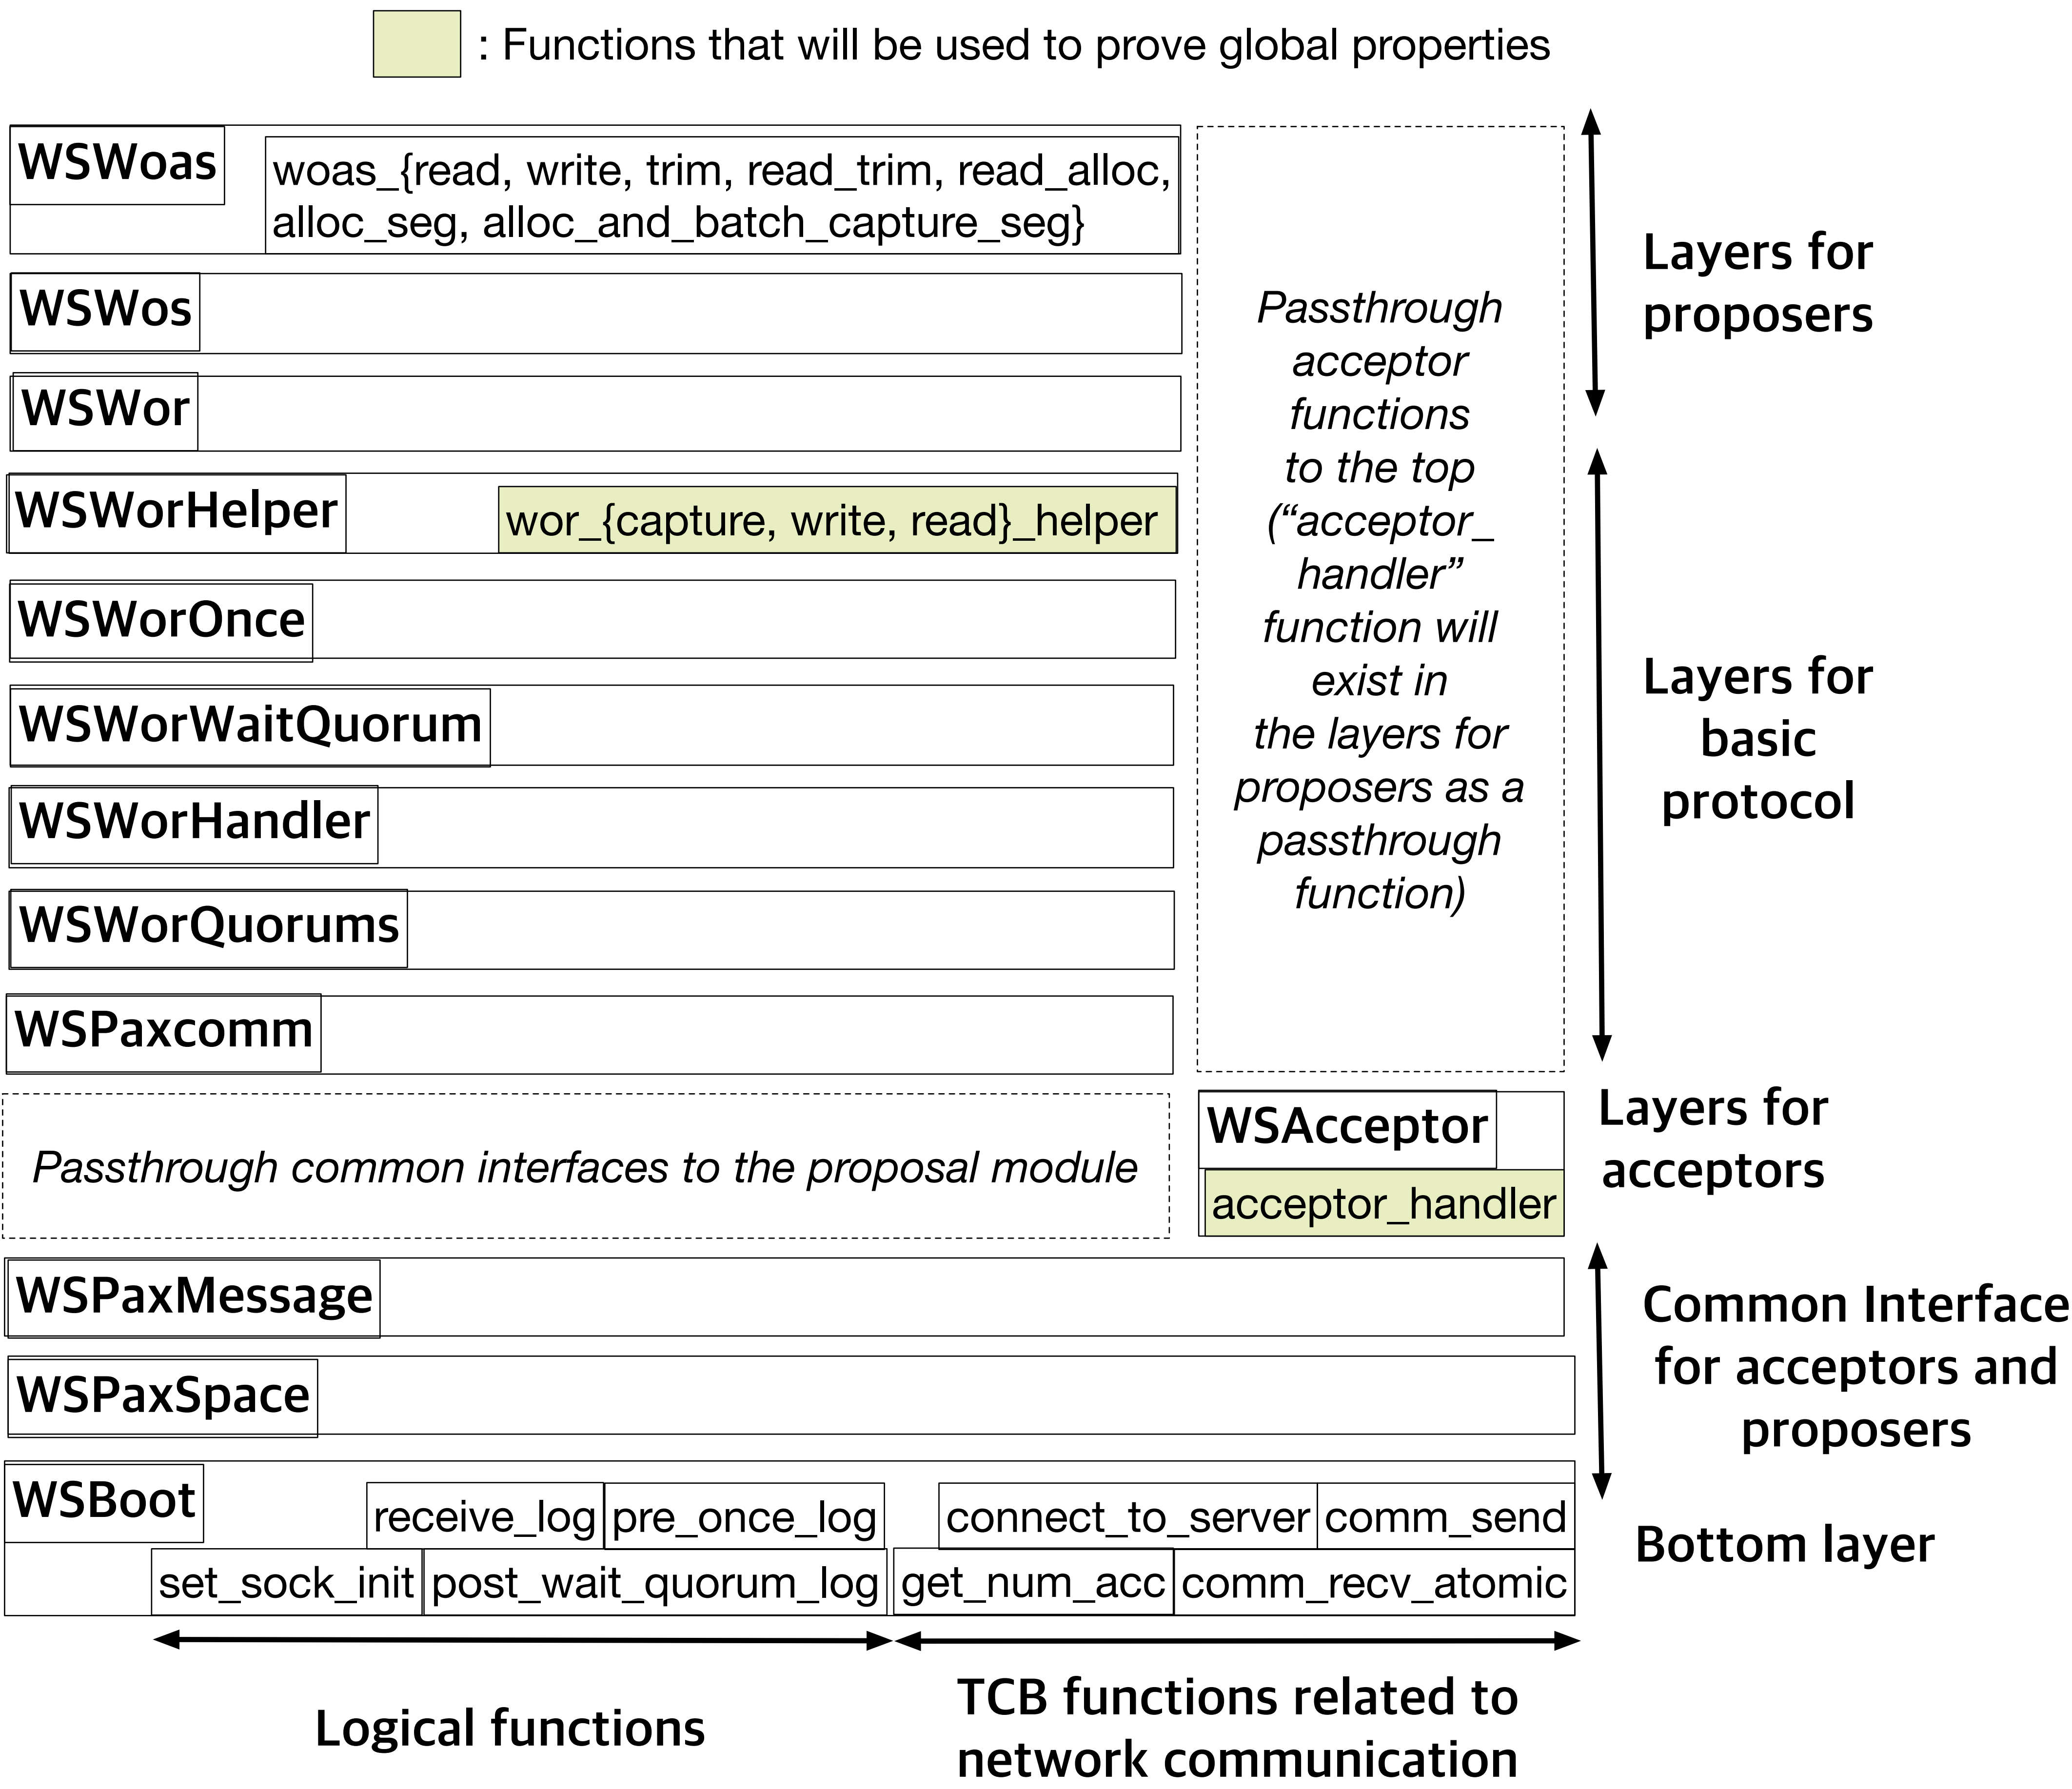 : Functions that will be used to prove global properties
WSWoas
woas_{read, write, trim, read_trim, read_alloc,
alloc_seg, alloc_and_batch_capture_seg}
WSWos
WSWor
WSWorHelper
wor_{capture, write, read}_helper
WSWorOnce
WSWorWaitQuorum
WSWorHandler
WSWorQuorums
WSPaxcomm
Passthrough
acceptor
functions
to the top
(“acceptor_
handler”
function will
exist in
the layers for
proposers as a
passthrough
function)
Layers for
proposers
Layers for
basic
protocol
Passthrough common interfaces to the proposal module
WSAcceptor
acceptor_handler
Layers for
acceptors
WSPaxMessage
WSPaxSpace
Common Interface
for acceptors and
proposers
WSBoot
receive_log
pre_once_log
connect_to_server
comm_send
set_sock_init
post_wait_quorum_log
get_num_acc
comm_recv_atomic
Bottom layer
Logical functions
TCB functions related to
network communication